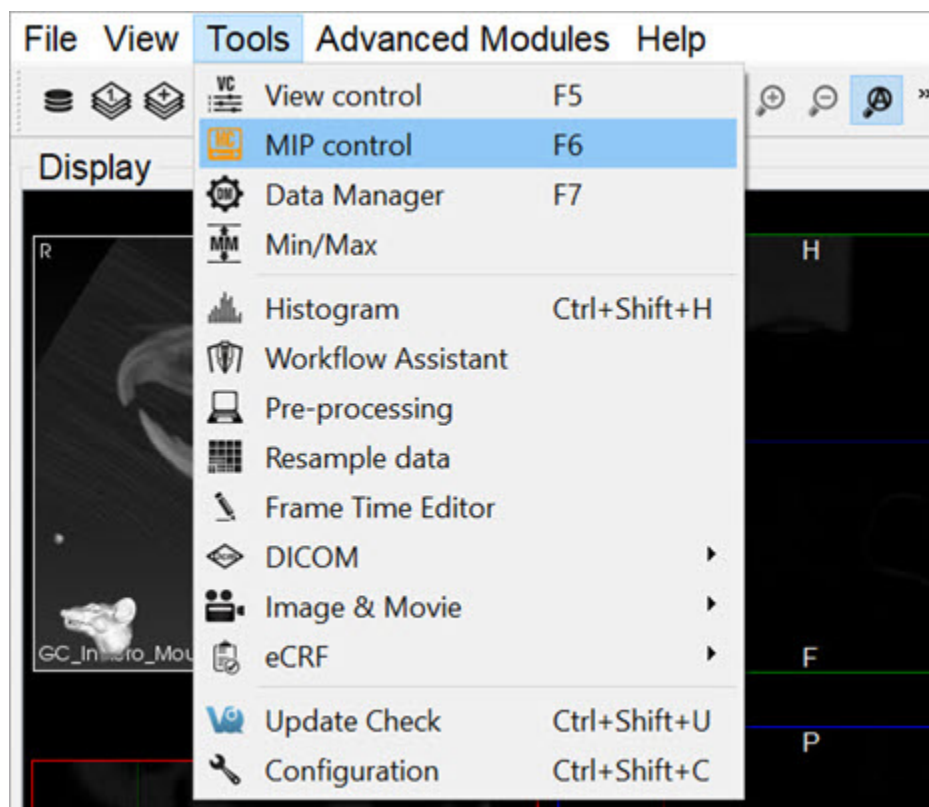 File View Tools Advanced Modules Help
VC View control F5
MC MIP control F6
Display
DM Data Manager F7
MM Min/Max
R
H
Histogram Ctrl+Shift+H
Workflow Assistant
Pre-processing
Resample data
Frame Time Editor
DICOM
Image & Movie
GC_In
eCRF
F
Update Check Ctrl+Shift+U
P
Configuration Ctrl+Shift+C